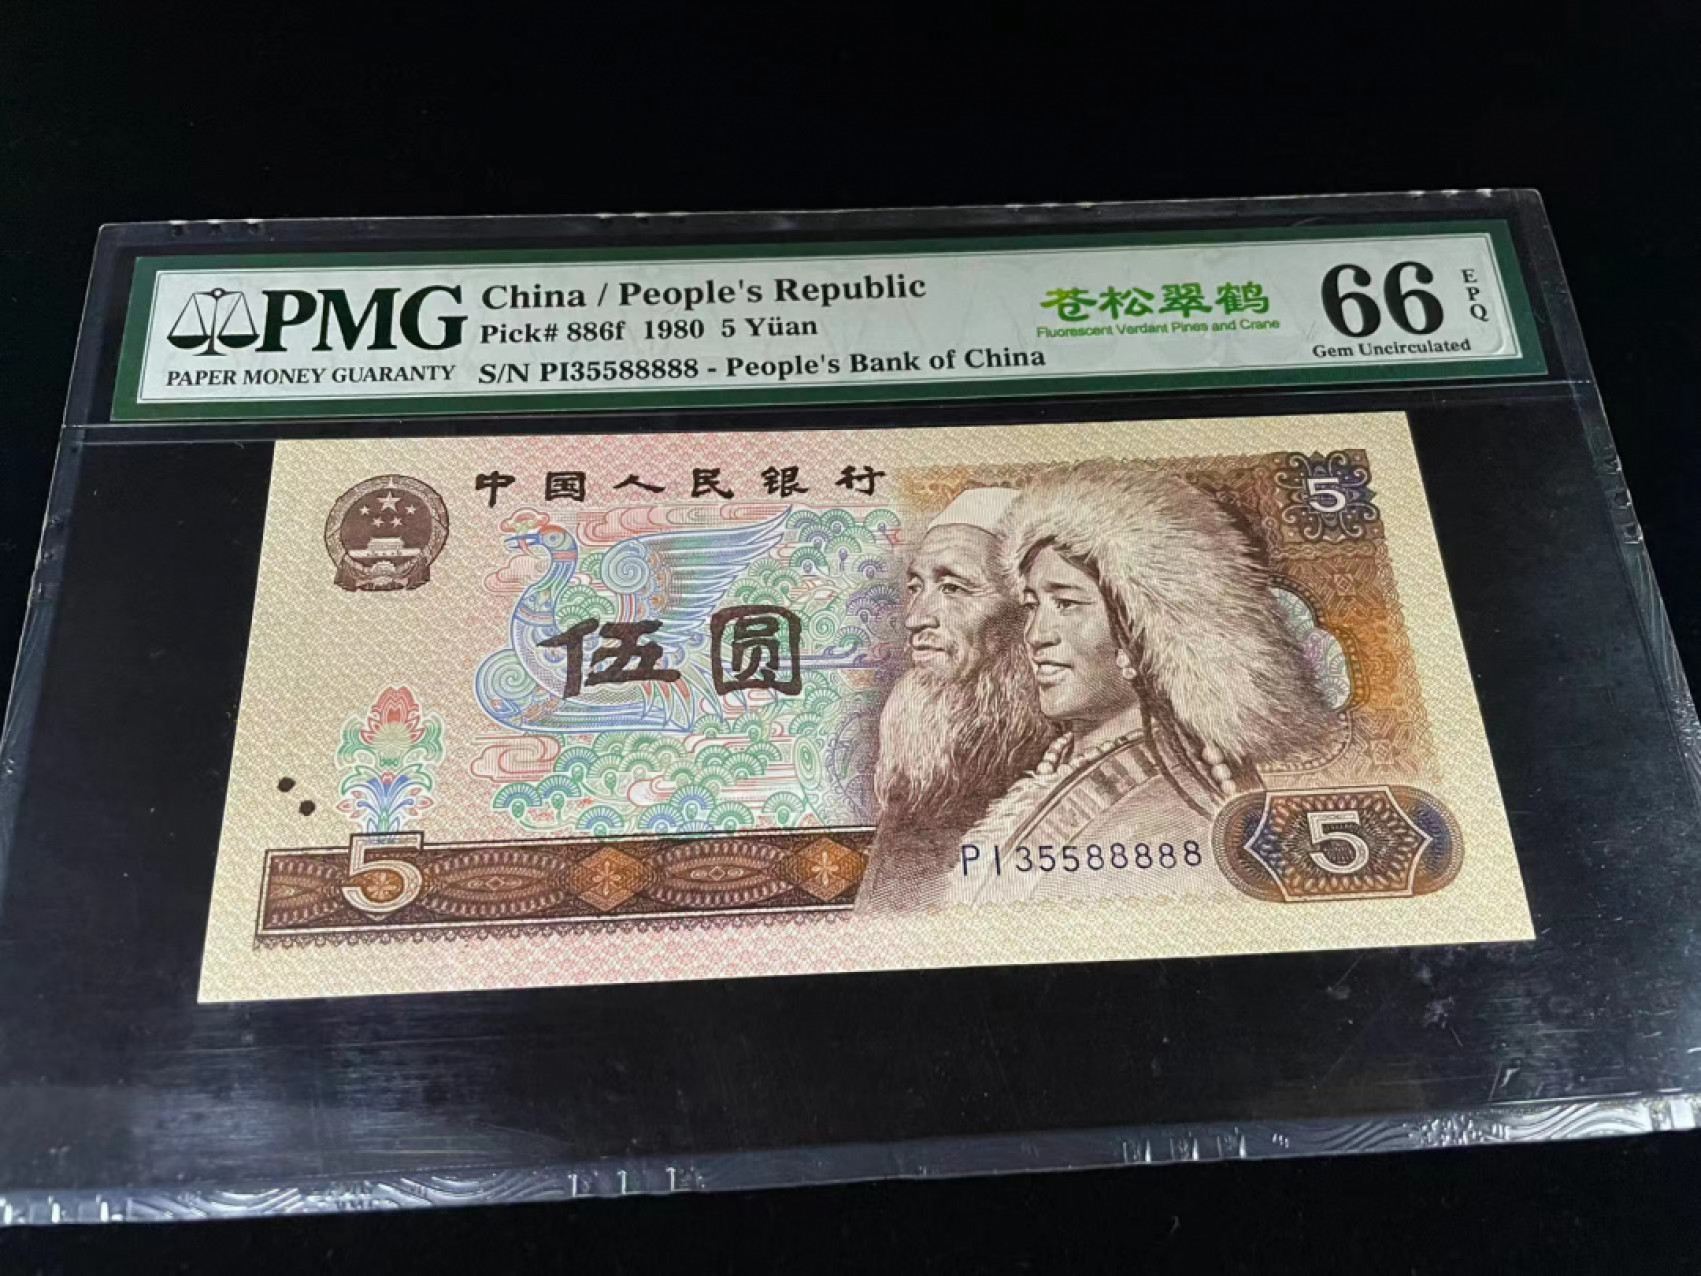 PMG
PAPER MONEY GUARANTY
China / People's Republic
Pick# 886f 1980 5 Yüan
S/N PI35588888 - People's Bank of China
苍松翠鹤
Fluorescent Verdant Pines and Crane
66
EPQ
Gem Uncirculated
中国人民银行
5
伍圆
5
PI35588888
5